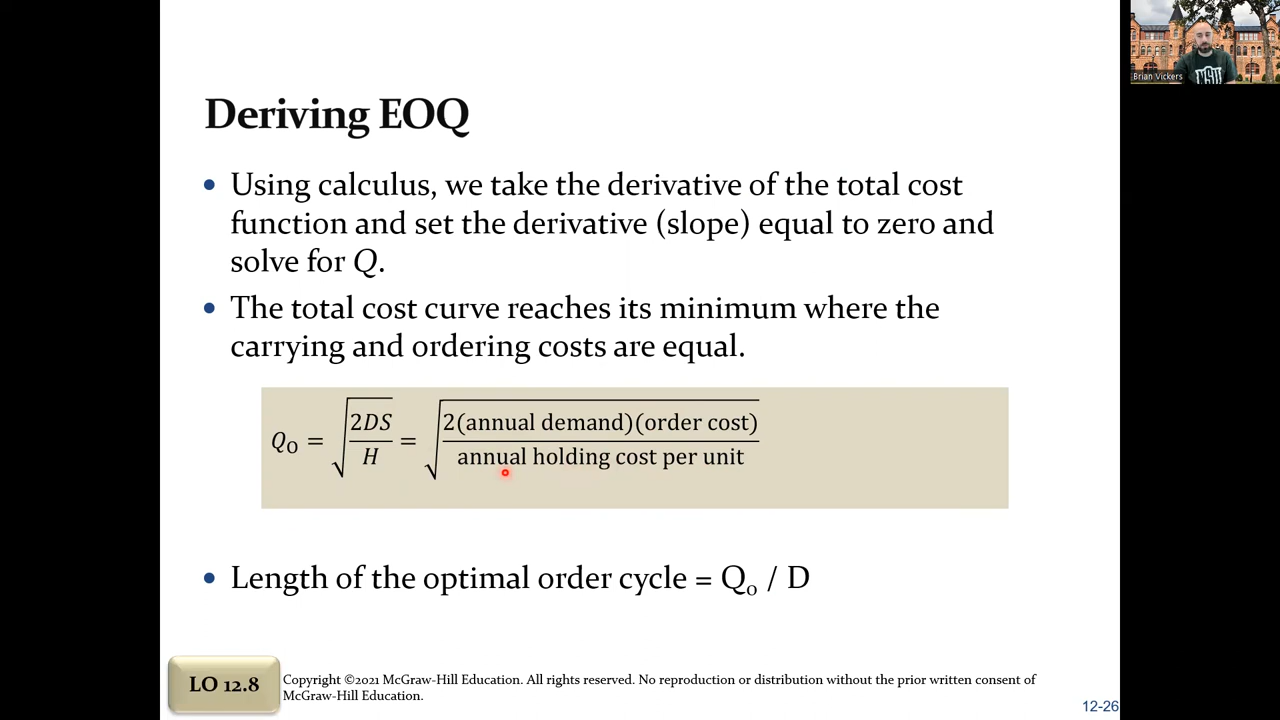 Brian Vickers
Deriving EOQ
• Using calculus, we take the derivative of the total cost
function and set the derivative (slope) equal to zero and
solve for Q.
• The total cost curve reaches its minimum where the
carrying and ordering costs are equal.
Q₀ = √(2DS / H) = √(2(annual demand)(order cost) / annual holding cost per unit)
• Length of the optimal order cycle = Q₀ / D
LO 12.8
Copyright ©2021 McGraw-Hill Education. All rights reserved. No reproduction or distribution without the prior written consent of
McGraw-Hill Education.
12-26